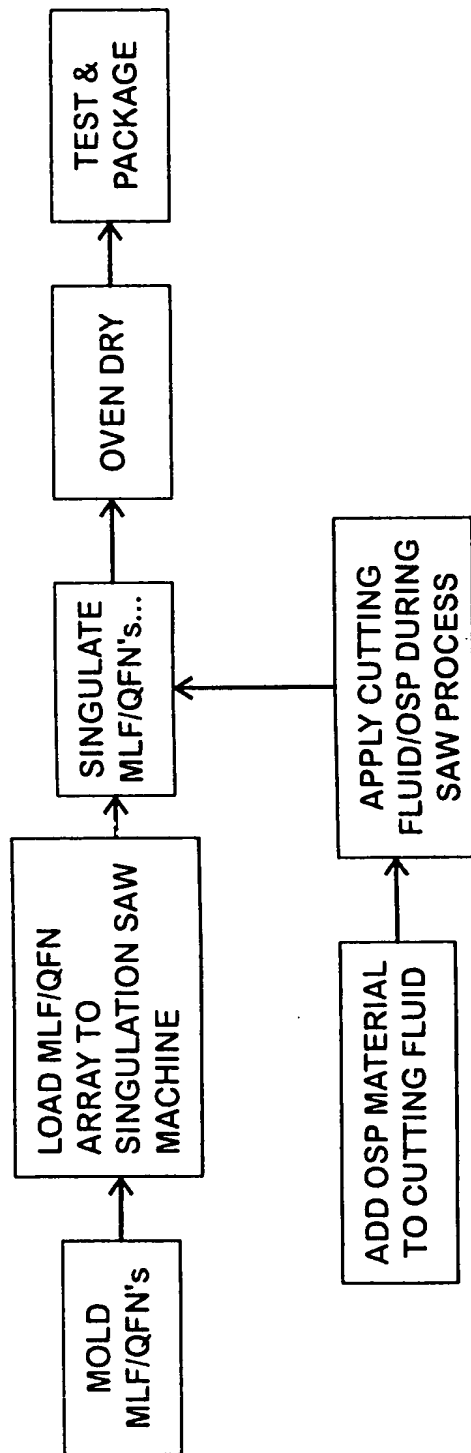 MOLD
MLF/QFN's
LOAD MLF/QFN
ARRAY TO
SINGULATION SAW
MACHINE
SINGULATE
MLF/QFN's...
OVEN DRY
TEST &
PACKAGE
ADD OSP MATERIAL
TO CUTTING FLUID
APPLY CUTTING
FLUID/OSP DURING
SAW PROCESS